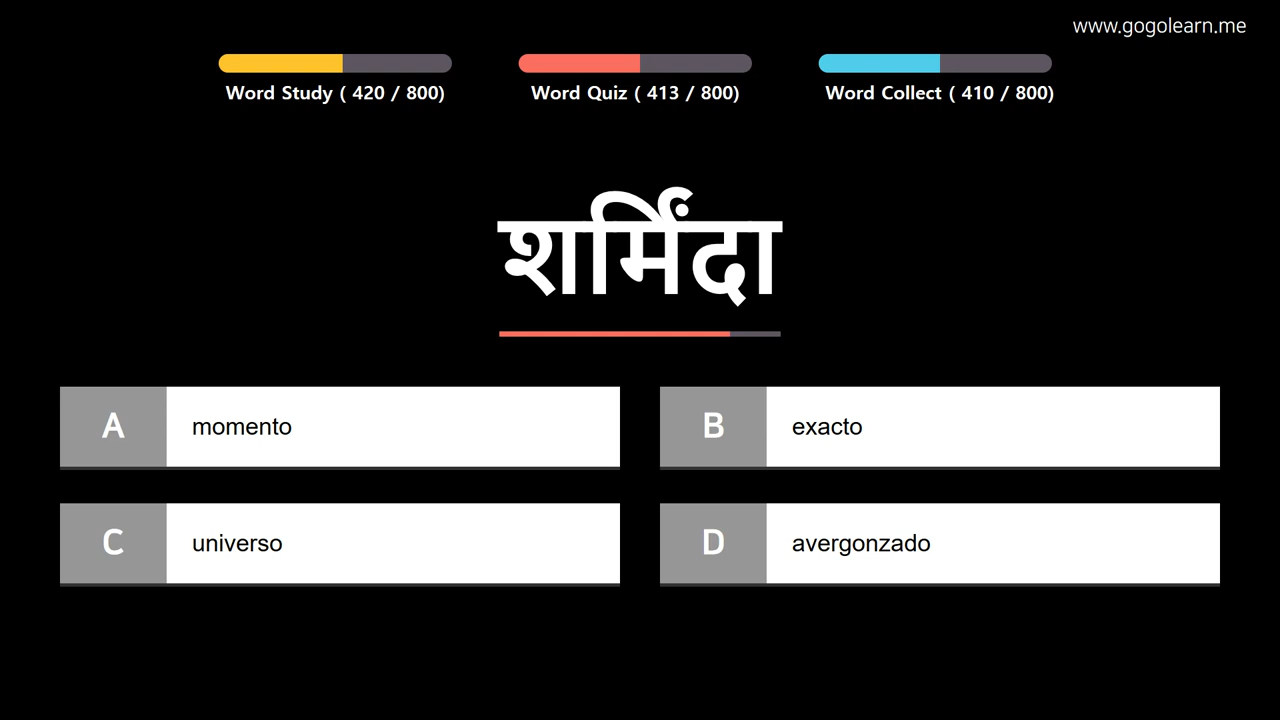 www.gogolearn.me
Word Study ( 420 / 800)
Word Quiz ( 413 / 800)
Word Collect ( 410 / 800)
शर्मिंदा
A momento
B exacto
C universo
D avergonzado